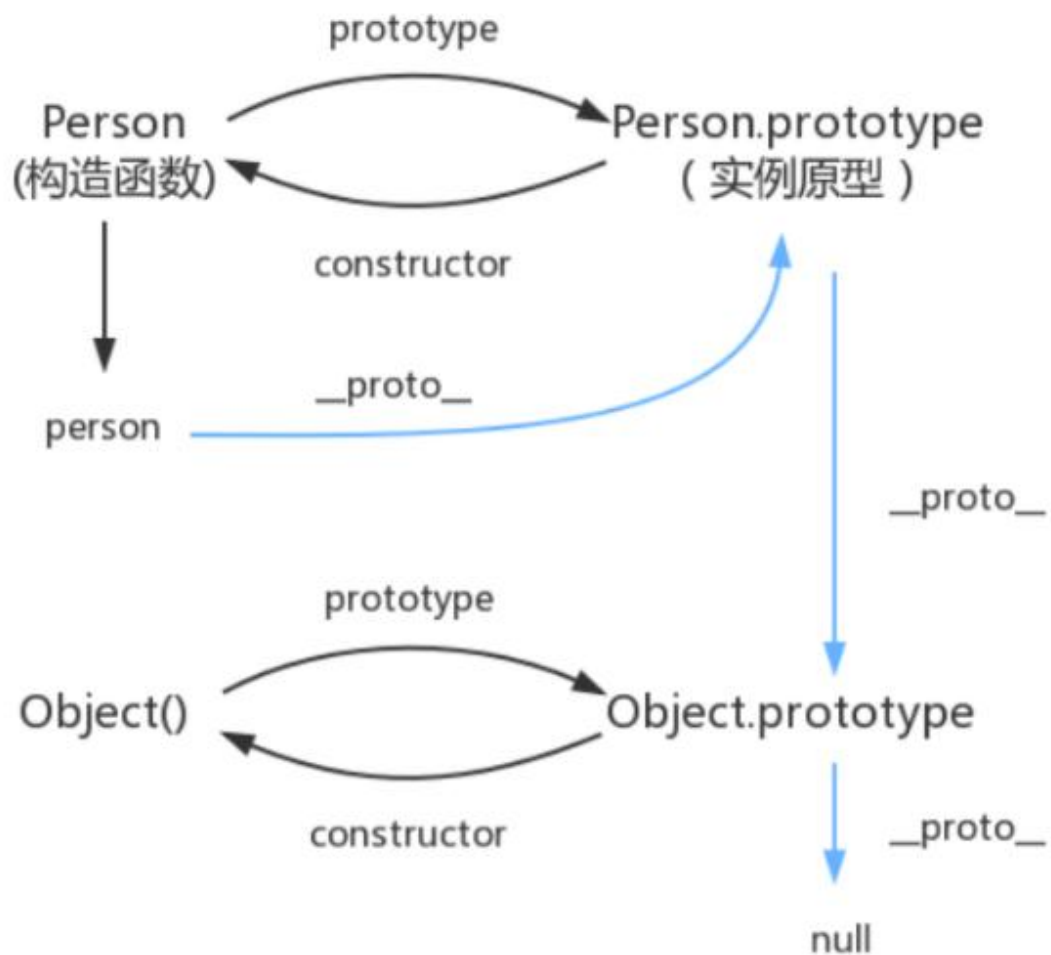 prototype
Person
Person.prototype
(构造函数)
（实例原型）
constructor
__proto__
person
__proto__
prototype
Object()
Object.prototype
constructor
__proto__
null